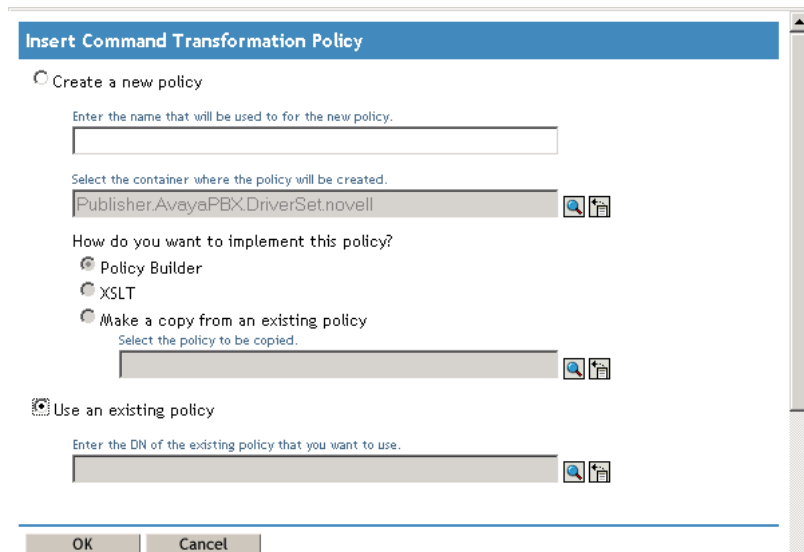 Insert Command Transformation Policy
Create a new policy
Enter the name that will be used to for the new policy.
Select the container where the policy will be created.
Publisher.AvayaPBX.DriverSet.novell
How do you want to implement this policy?
Policy Builder
XSLT
Make a copy from an existing policy
Select the policy to be copied.
Use an existing policy
Enter the DN of the existing policy that you want to use.
OK Cancel